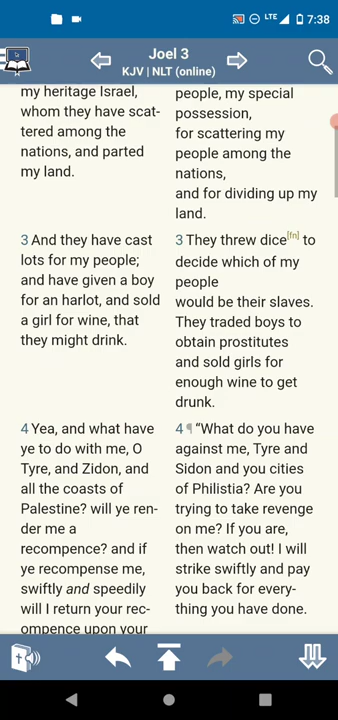 LTE 7:38
Joel 3
KJV | NLT (online)
my heritage Israel,
whom they have scat-
tered among the
nations, and parted
my land.
people, my special
possession,
for scattering my
people among the
nations,
and for dividing up my
land.
3 And they have cast
lots for my people;
and have given a boy
for an harlot, and sold
a girl for wine, that
they might drink.
3 They threw dice[fn] to
decide which of my
people
would be their slaves.
They traded boys to
obtain prostitutes
and sold girls for
enough wine to get
drunk.
4 Yea, and what have
ye to do with me, O
Tyre, and Zidon, and
all the coasts of
Palestine? will ye ren-
der me a
recompence? and if
ye recompense me,
swiftly and speedily
will I return your rec-
ompence upon your
4 ¶ “What do you have
against me, Tyre and
Sidon and you cities
of Philistia? Are you
trying to take revenge
on me? If you are,
then watch out! I will
strike swiftly and pay
you back for every-
thing you have done.